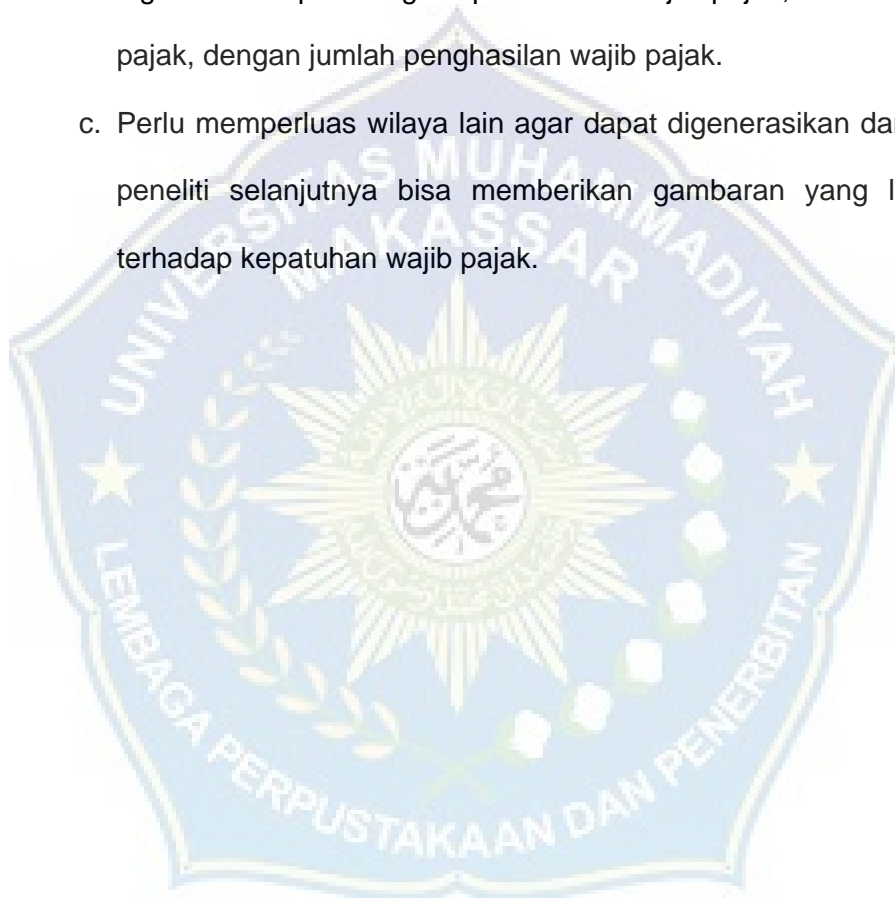 pajak, dengan jumlah penghasilan wajib pajak.
c. Perlu memperluas wilaya lain agar dapat digenerasikan
peneliti selanjutnya bisa memberikan gambaran yang
terhadap kepatuhan wajib pajak.
UNIVERSITAS MUHAMMADIYAH
MAKASSAR
LEMBAGA PERPUSTAKAAN DAN PENERBITAN